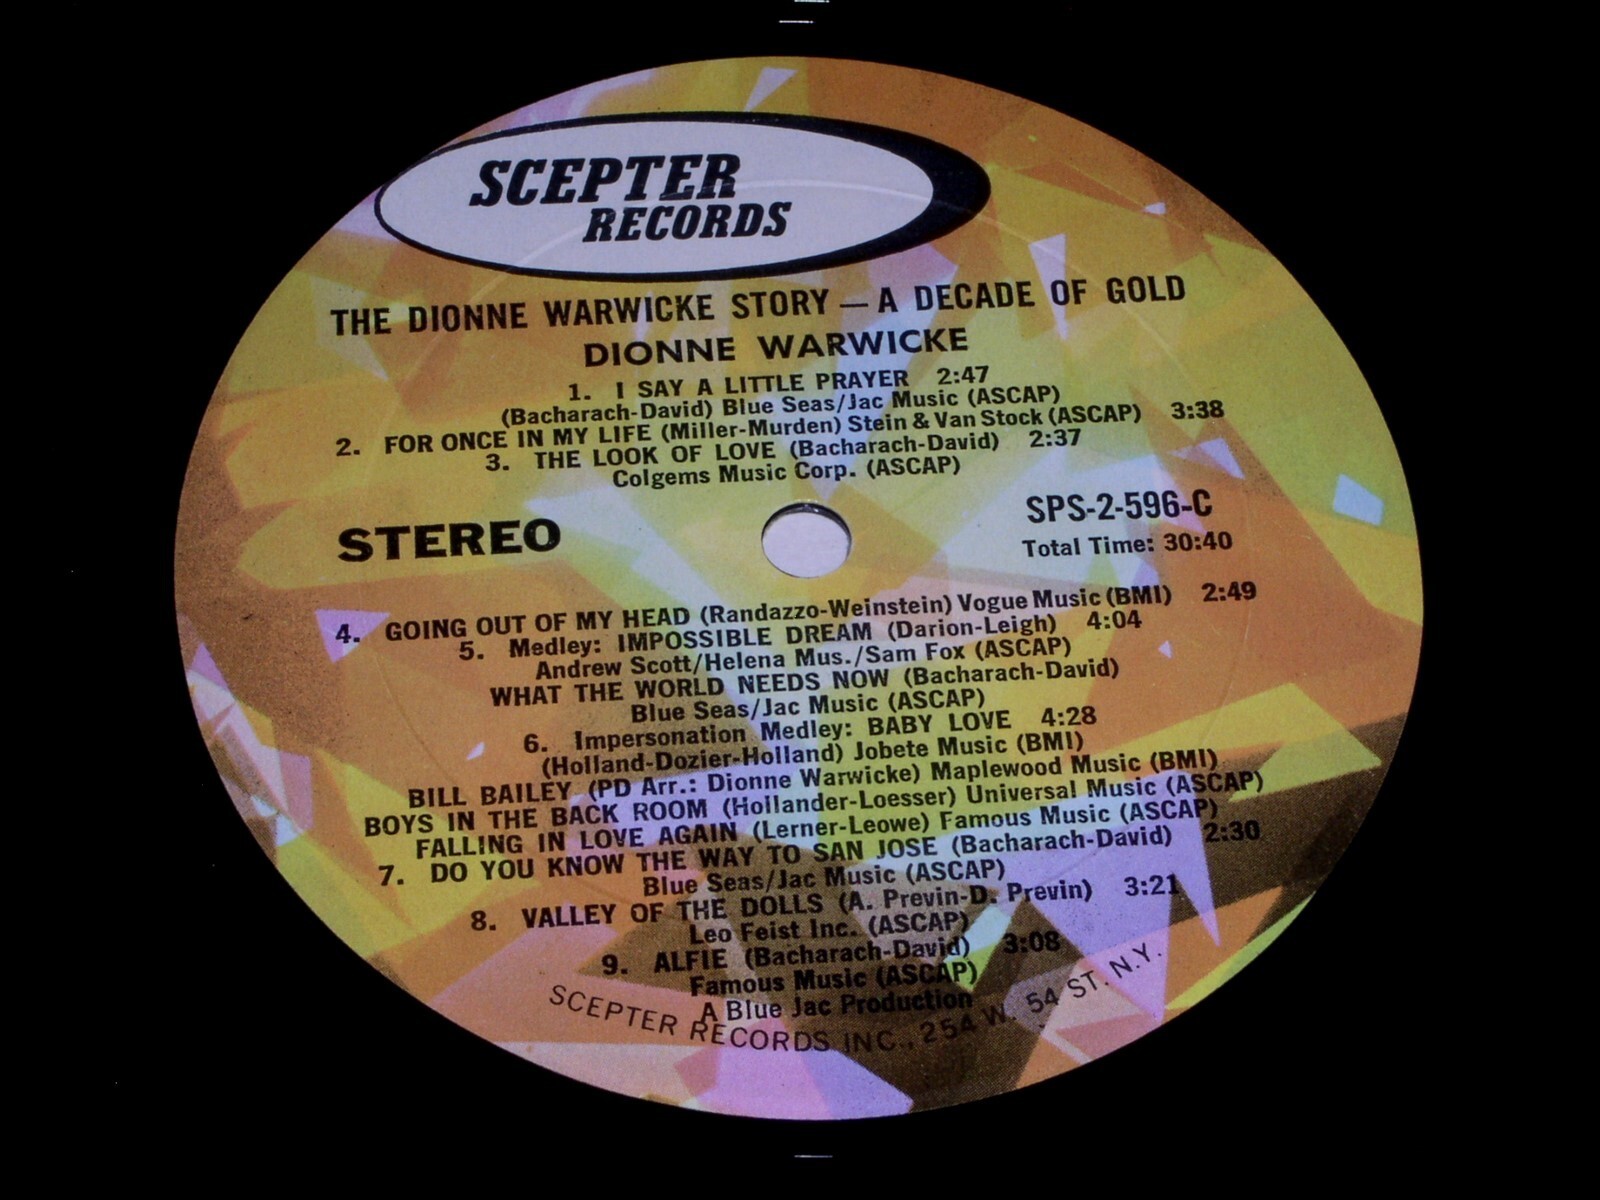 SCEPTER
RECORDS
THE DIONNE WARWICKE STORY — A DECADE OF GOLD
DIONNE WARWICKE
1. I SAY A LITTLE PRAYER 2:47
(Bacharach-David) Blue Seas/Jac Music (ASCAP)
2. FOR ONCE IN MY LIFE (Miller-Murden) Stein & Van Stock (ASCAP) 3:38
3. THE LOOK OF LOVE (Bacharach-David) 2:37
Colgems Music Corp. (ASCAP)
STEREO
SPS-2-596-C
Total Time: 30:40
4. GOING OUT OF MY HEAD (Randazzo-Weinstein) Vogue Music (BMI) 2:49
5. Medley: IMPOSSIBLE DREAM (Darion-Leigh) 4:04
Andrew Scott/Helena Mus./Sam Fox (ASCAP)
WHAT THE WORLD NEEDS NOW (Bacharach-David)
Blue Seas/Jac Music (ASCAP)
6. Impersonation Medley: BABY LOVE 4:28
(Holland-Dozier-Holland) Jobete Music (BMI)
BILL BAILEY (PD Arr.: Dionne Warwicke) Maplewood Music (BMI)
BOYS IN THE BACK ROOM (Hollander-Loesser) Universal Music (ASCAP)
FALLING IN LOVE AGAIN (Lerner-Leowe) Famous Music (ASCAP)
7. DO YOU KNOW THE WAY TO SAN JOSE (Bacharach-David) 2:30
Blue Seas/Jac Music (ASCAP)
8. VALLEY OF THE DOLLS (A. Previn-D. Previn) 3:21
Leo Feist Inc. (ASCAP)
9. ALFIE (Bacharach-David) 3:08
Famous Music (ASCAP)
A Blue Jac Production
SCEPTER RECORDS INC., 254 W. 54 ST. N.Y.